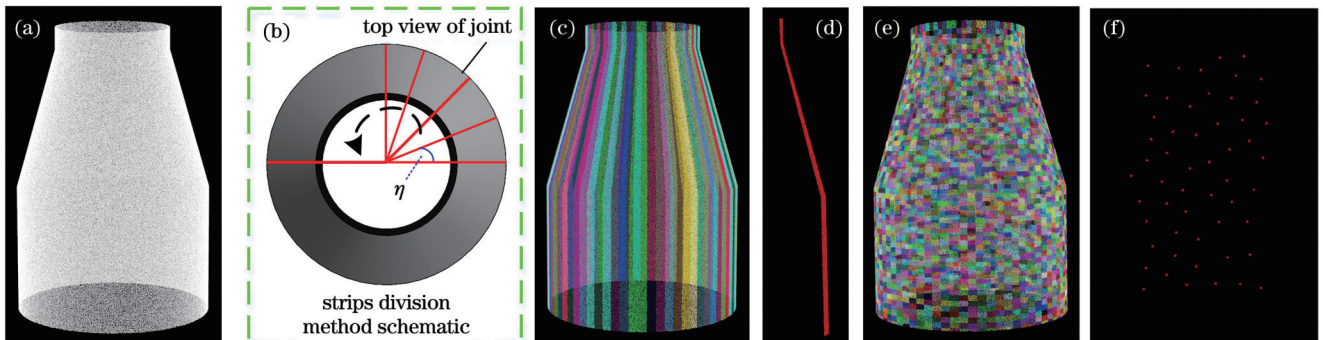 (a)
(b)
top view of joint
η
strips division
method schematic
(c)
(d)
(e)
(f)